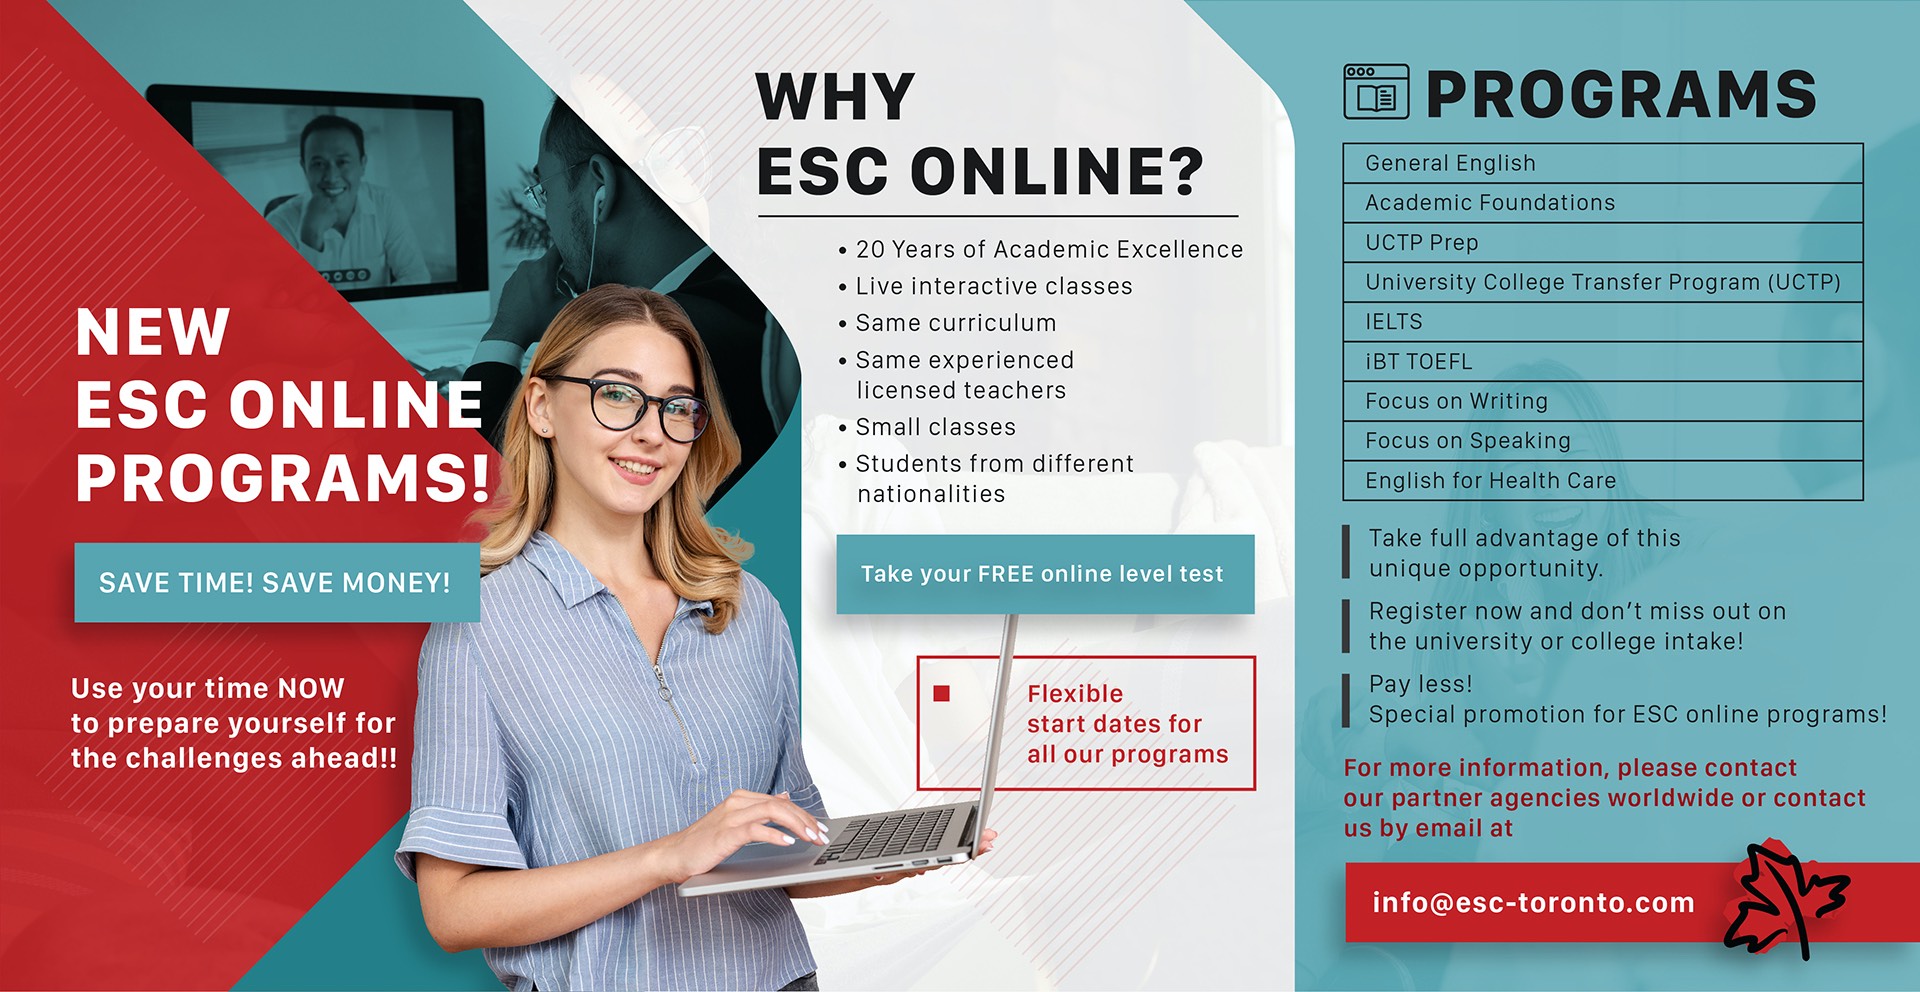 NEW
ESC ONLINE
PROGRAMS!
SAVE TIME! SAVE MONEY!
Use your time NOW
to prepare yourself for
the challenges ahead!!
WHY
ESC ONLINE?
• 20 Years of Academic Excellence
• Live interactive classes
• Same curriculum
• Same experienced
licensed teachers
• Small classes
• Students from different
nationalities
Take your FREE online level test
Flexible
start dates for
all our programs
PROGRAMS
General English
Academic Foundations
UCTP Prep
University College Transfer Program (UCTP)
IELTS
iBT TOEFL
Focus on Writing
Focus on Speaking
English for Health Care
Take full advantage of this
unique opportunity.
Register now and don’t miss out on
the university or college intake!
Pay less!
Special promotion for ESC online programs!
For more information, please contact
our partner agencies worldwide or contact
us by email at
info@esc-toronto.com